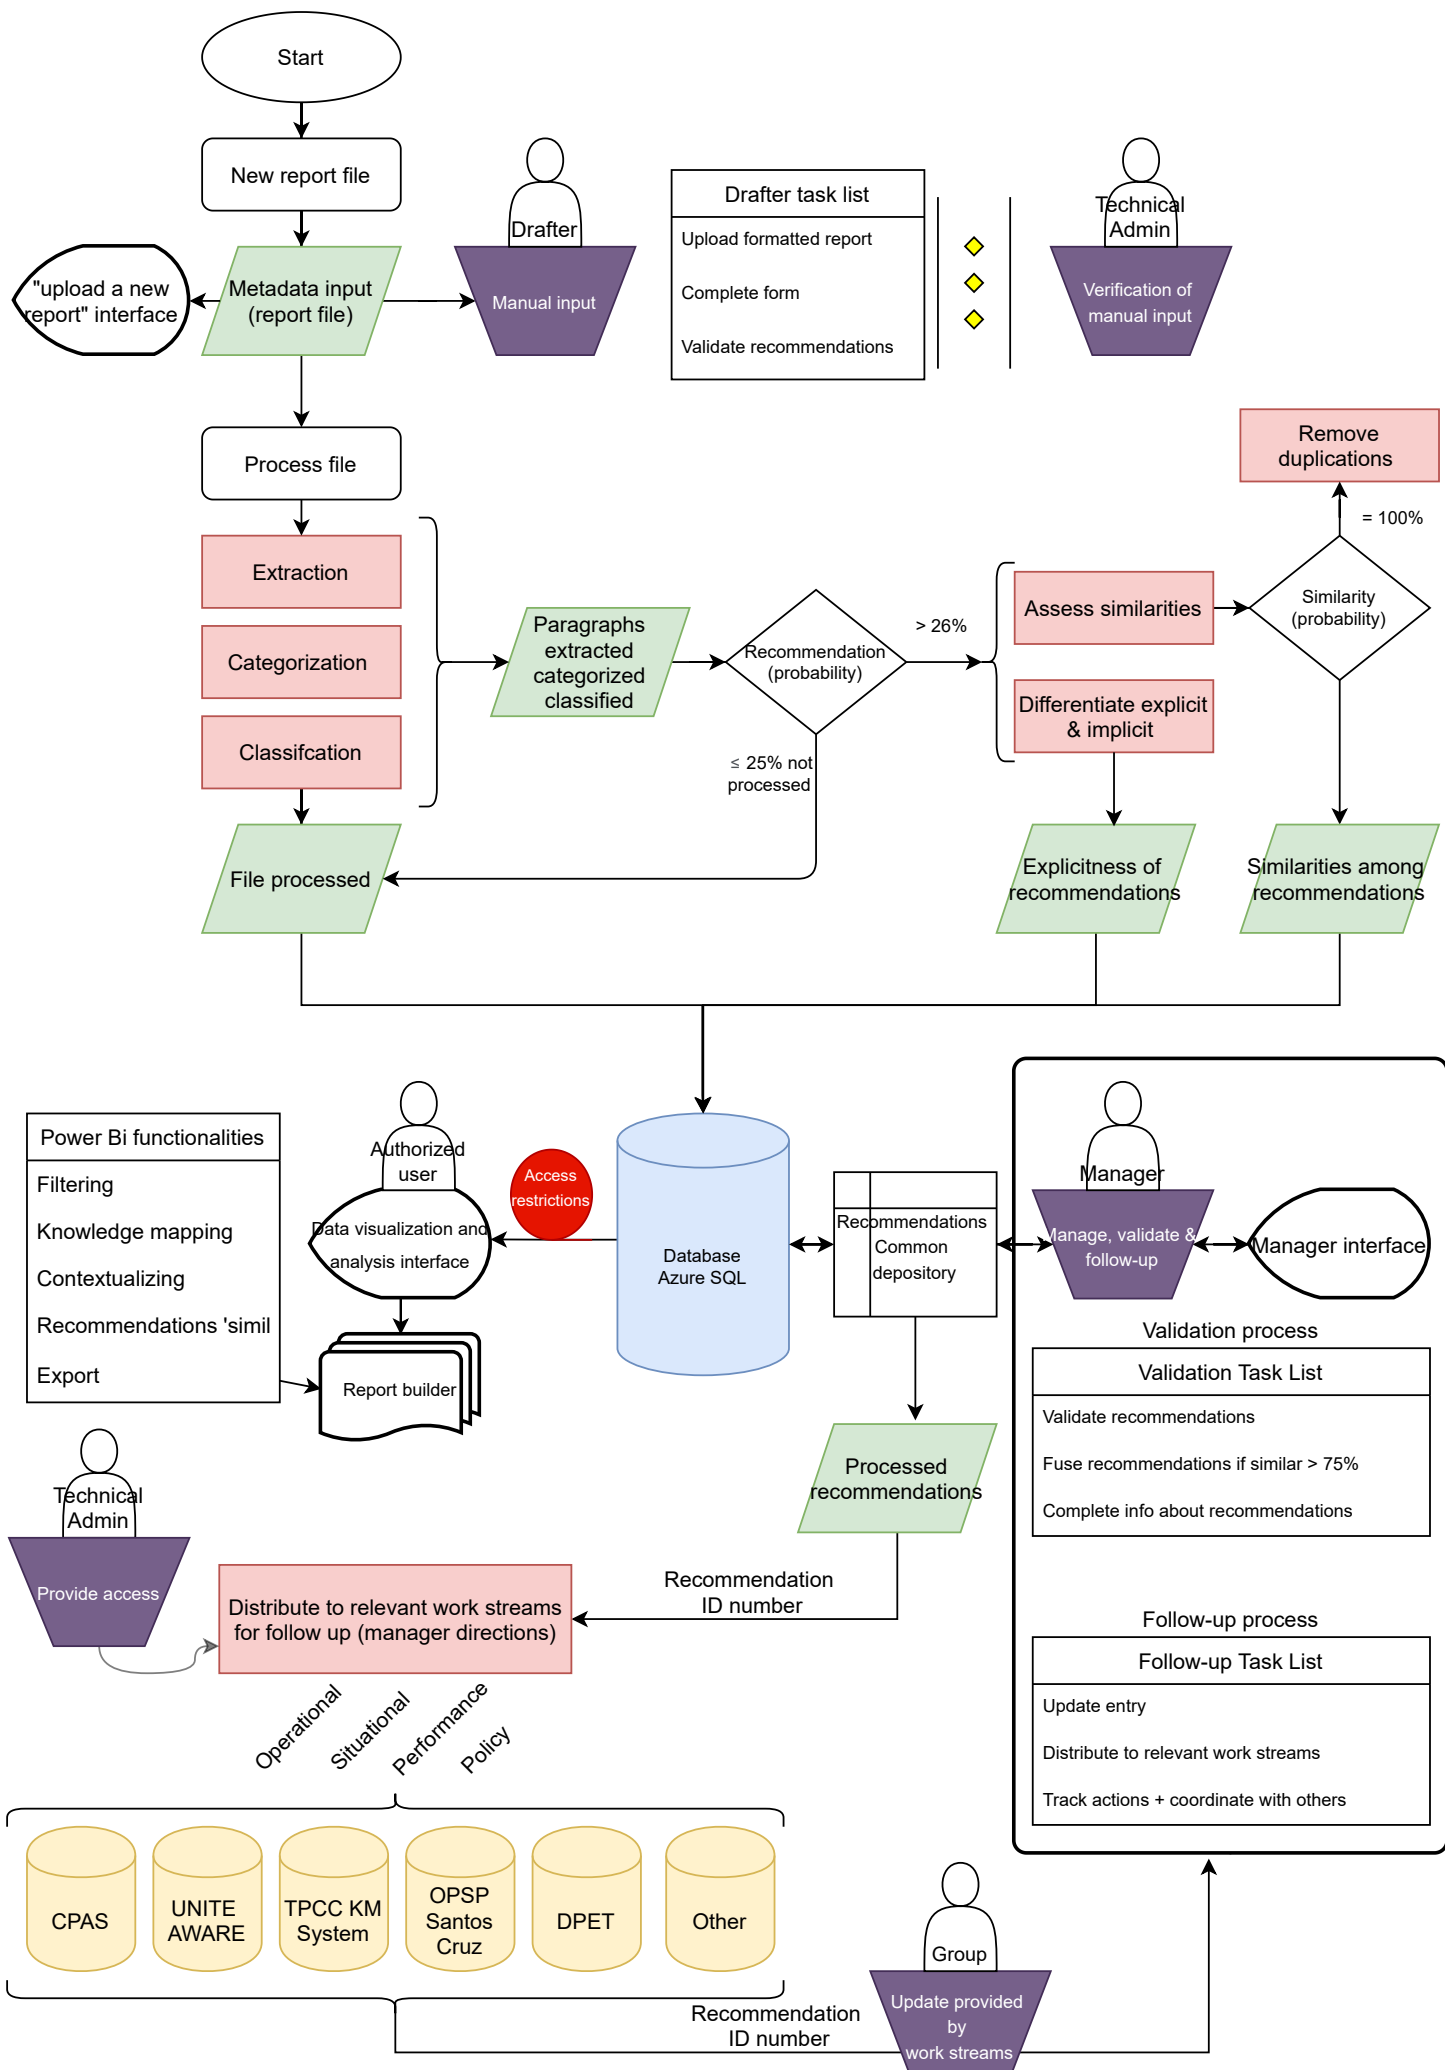 Start
New report file
Drafter
Drafter task list
Technical
Admin
Upload formatted report
Complete form
Validate recommendations
"upload a new
report" interface
Metadata input
(report file)
Manual input
Verification of
manual input
Process file
Remove
duplications
= 100%
Extraction
Categorization
Classifcation
Paragraphs
extracted
categorized
classified
Recommendation
(probability)
> 26%
≤ 25% not
processed
Assess similarities
Differentiate explicit
& implicit
Similarity
(probability)
File processed
Explicitness of
recommendations
Similarities among
recommendations
Power Bi functionalities
Filtering
Knowledge mapping
Contextualizing
Recommendations 'simil
Export
Authorized
user
Data visualization and
analysis interface
Access
restrictions
Report builder
Database
Azure SQL
Recommendations
Common
depository
Manager
Manage, validate &
follow-up
Manager interface
Validation process
Validation Task List
Validate recommendations
Fuse recommendations if similar > 75%
Complete info about recommendations
Processed
recommendations
Technical
Admin
Provide access
Distribute to relevant work streams
for follow up (manager directions)
Recommendation
ID number
Follow-up process
Follow-up Task List
Update entry
Distribute to relevant work streams
Track actions + coordinate with others
Operational
Situational
Performance
Policy
CPAS
UNITE
AWARE
TPCC KM
System
OPSP
Santos
Cruz
DPET
Other
Group
Update provided
by
work streams
Recommendation
ID number